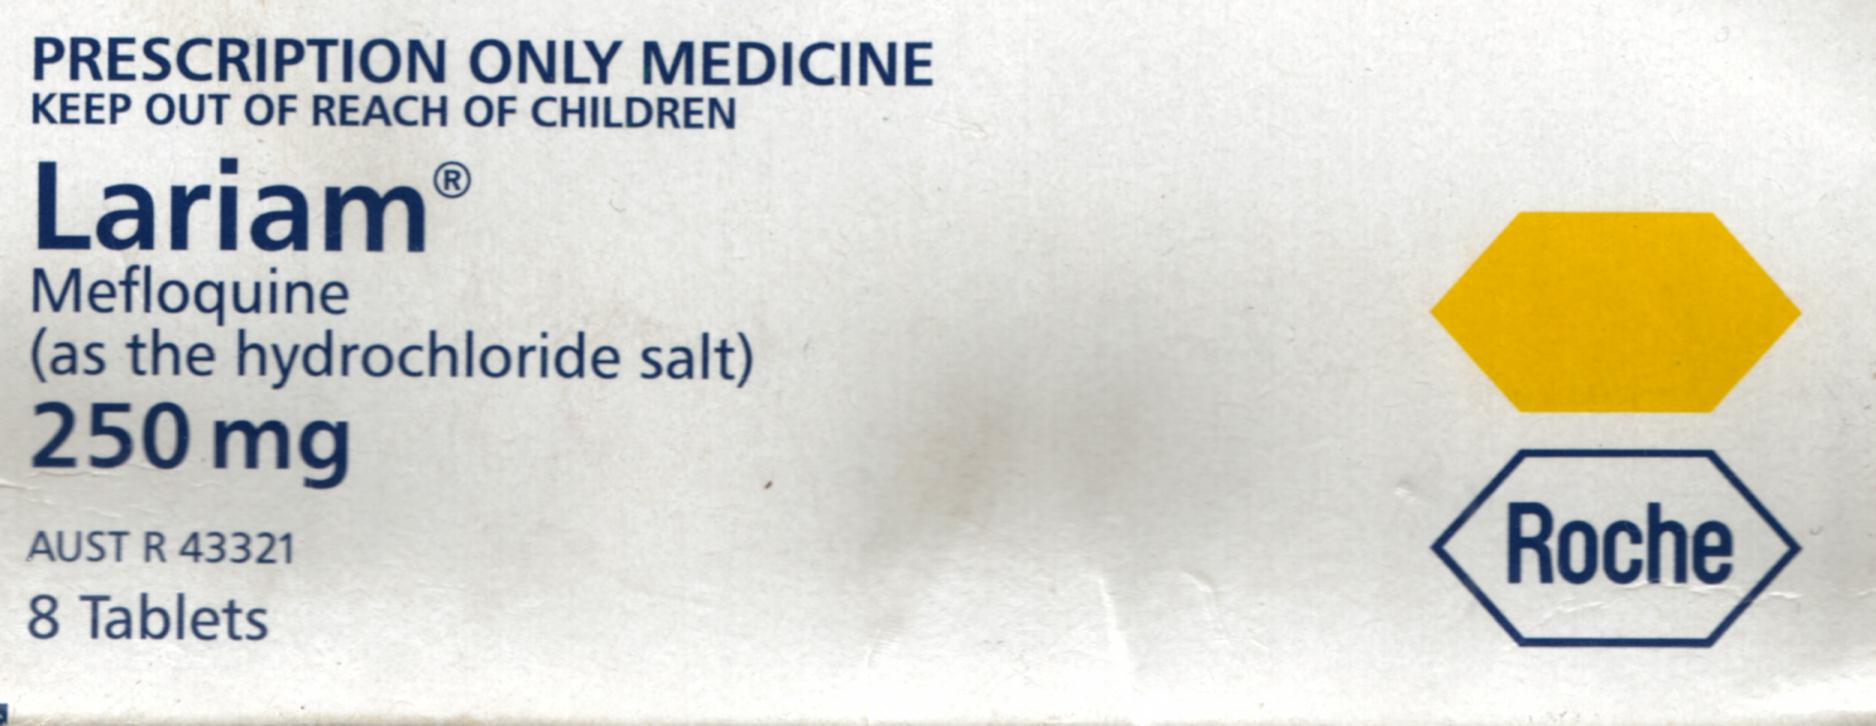 PRESCRIPTION ONLY MEDICINE
KEEP OUT OF REACH OF CHILDREN
Lariam®
Mefloquine
(as the hydrochloride salt)
250 mg
AUST R 43321
8 Tablets
Roche